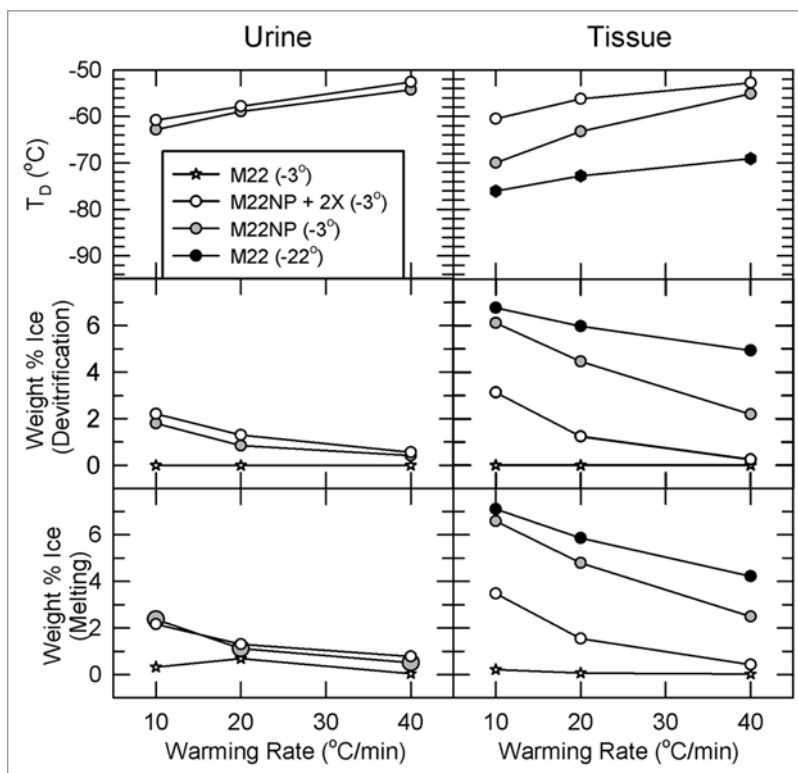 Urine
Tissue
-50
-60
-70
-80
-90
T_D (°C)
M22 (-3°)
M22NP + 2X (-3°)
M22NP (-3°)
M22 (-22°)
6
4
2
0
Weight % Ice
(Devitrification)
6
4
2
0
Weight % Ice
(Melting)
10 20 30 40 10 20 30 40
Warming Rate (°C/min) Warming Rate (°C/min)